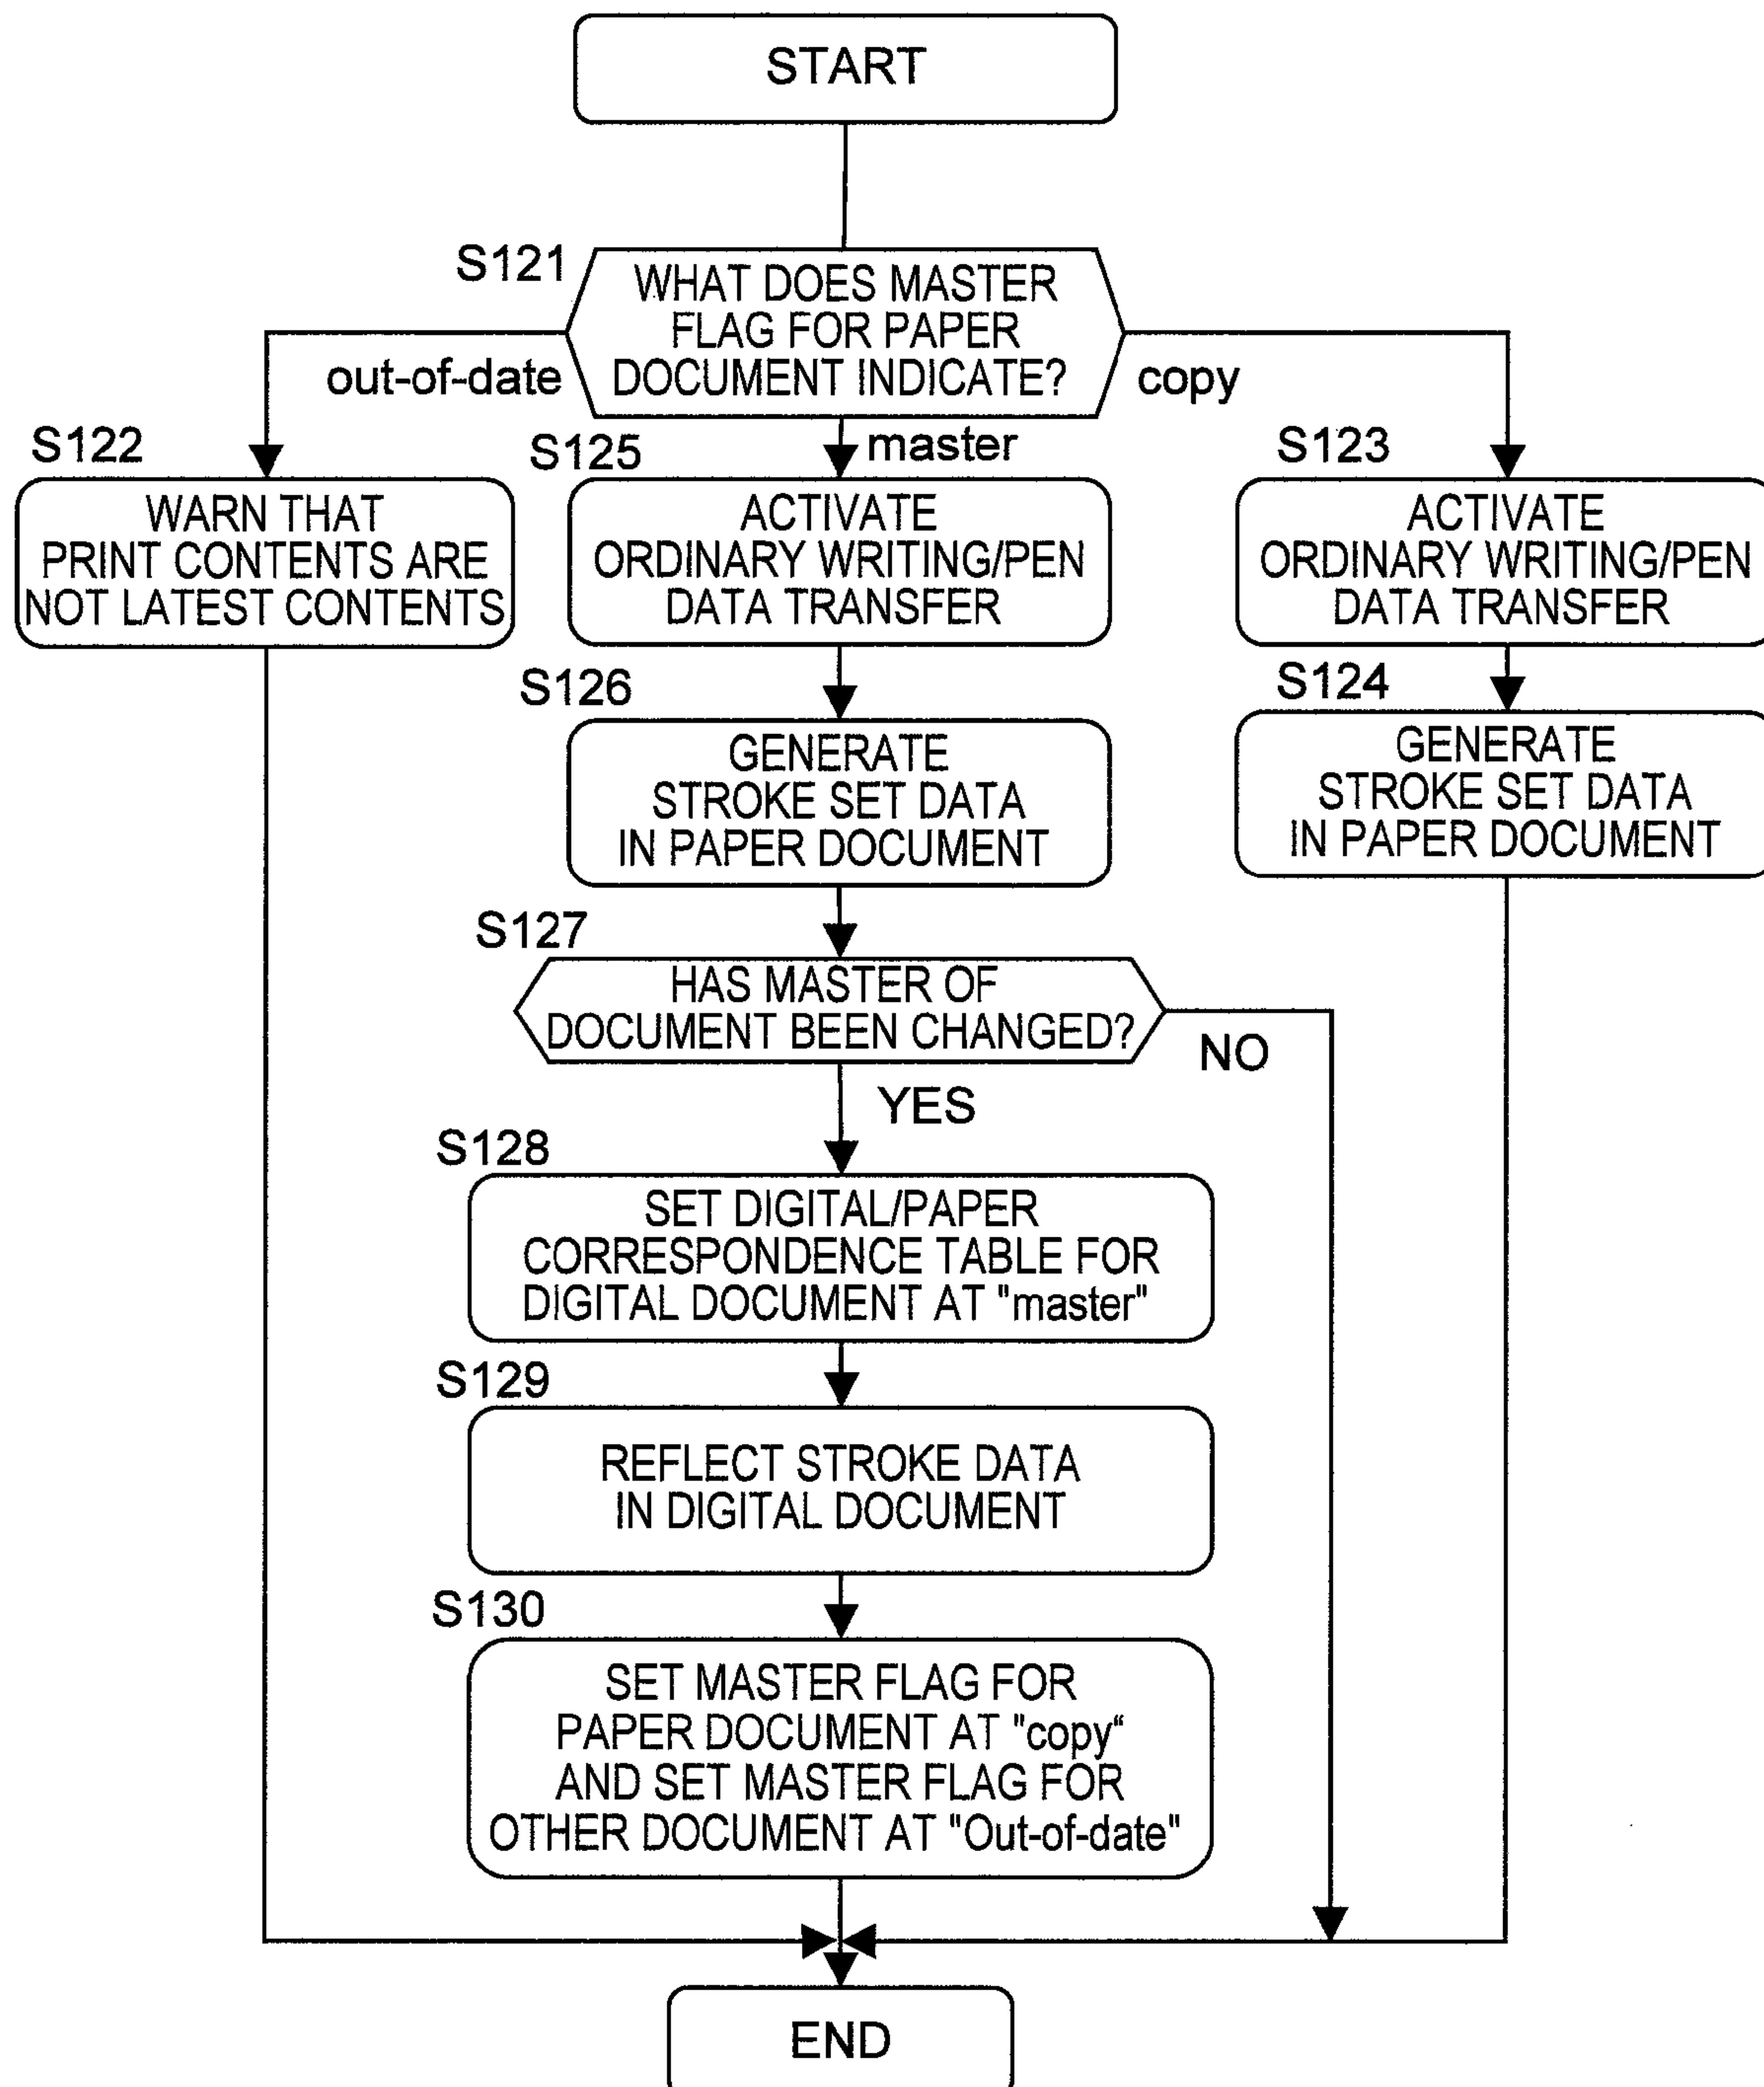 START
S121
WHAT DOES MASTER
FLAG FOR PAPER
DOCUMENT INDICATE?
out-of-date
copy
master
S122
WARN THAT
PRINT CONTENTS ARE
NOT LATEST CONTENTS
S125
ACTIVATE
ORDINARY WRITING/PEN
DATA TRANSFER
S123
ACTIVATE
ORDINARY WRITING/PEN
DATA TRANSFER
S126
GENERATE
STROKE SET DATA
IN PAPER DOCUMENT
S124
GENERATE
STROKE SET DATA
IN PAPER DOCUMENT
S127
HAS MASTER OF
DOCUMENT BEEN CHANGED?
NO
YES
S128
SET DIGITAL/PAPER
CORRESPONDENCE TABLE FOR
DIGITAL DOCUMENT AT "master"
S129
REFLECT STROKE DATA
IN DIGITAL DOCUMENT
S130
SET MASTER FLAG FOR
PAPER DOCUMENT AT "copy“
AND SET MASTER FLAG FOR
OTHER DOCUMENT AT "Out-of-date"
END